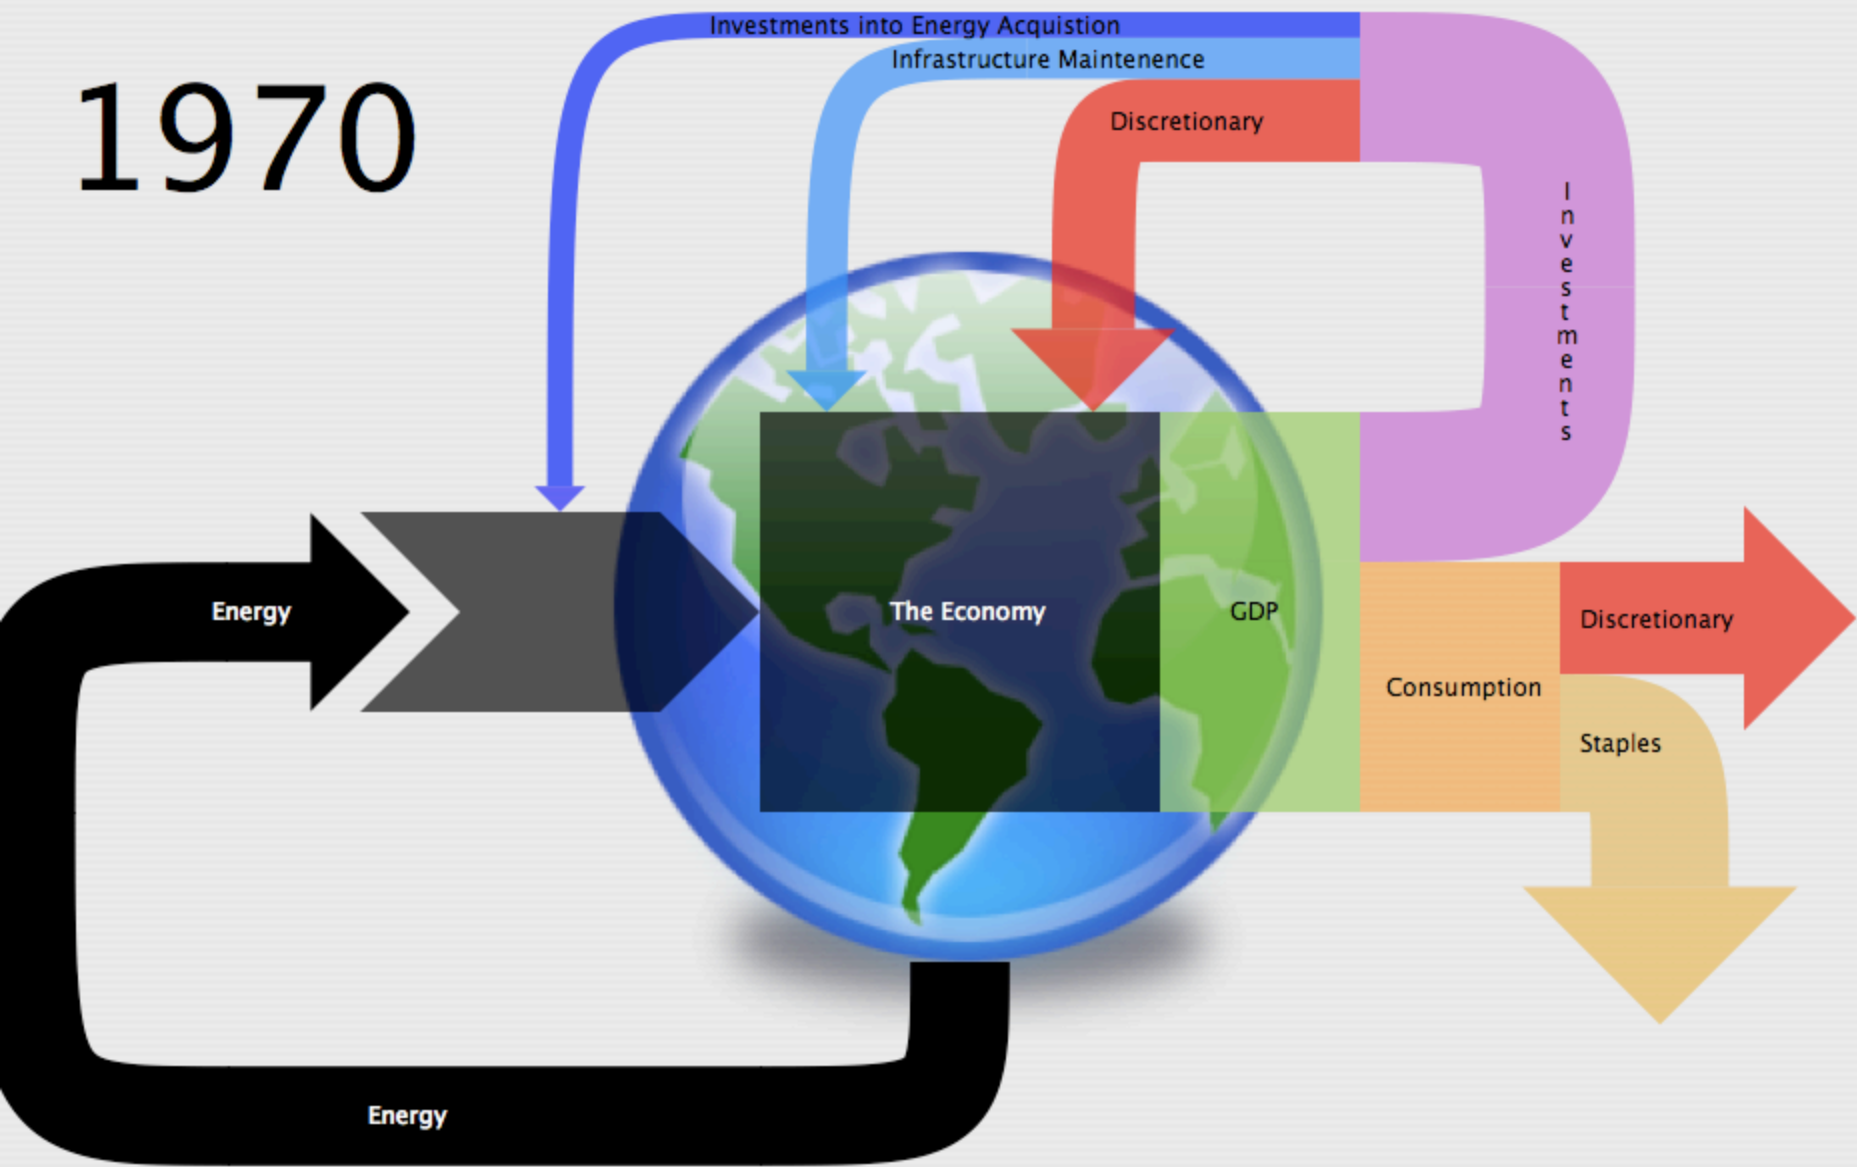 Investments into Energy Acquistion
Infrastructure Maintenence
1970
Discretionary
Investments
Energy
The Economy
GDP
Discretionary
Consumption
Staples
Energy